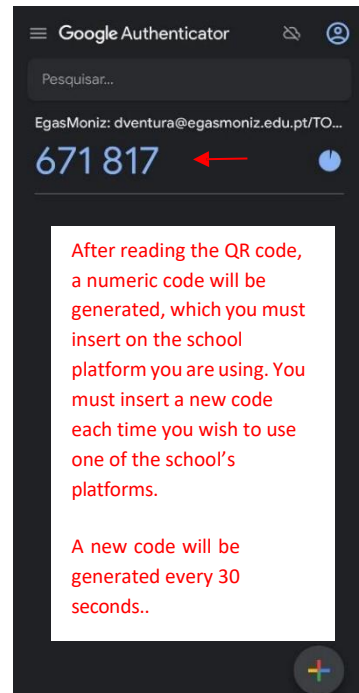 Google Authenticator
Pesquisar...
EgasMoniz: dventura@egasmoniz.edu.pt/TO...
671 817
After reading the QR code,
a numeric code will be
generated, which you must
insert on the school
platform you are using. You
must insert a new code
each time you wish to use
one of the school's
platforms.
A new code will be
generated every 30
seconds..